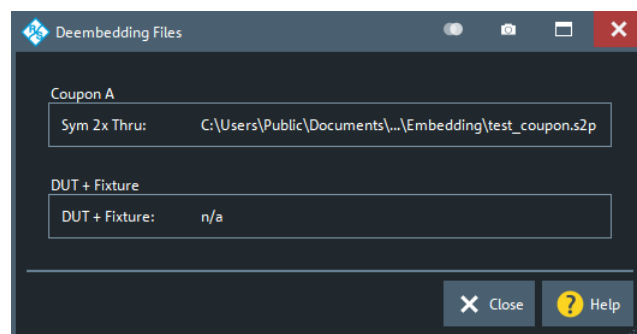 R&S Deembedding Files
Coupon A
Sym 2x Thru: C:\Users\Public\Documents\...\Embedding\test_coupon.s2p
DUT + Fixture
DUT + Fixture: n/a
Close ? Help